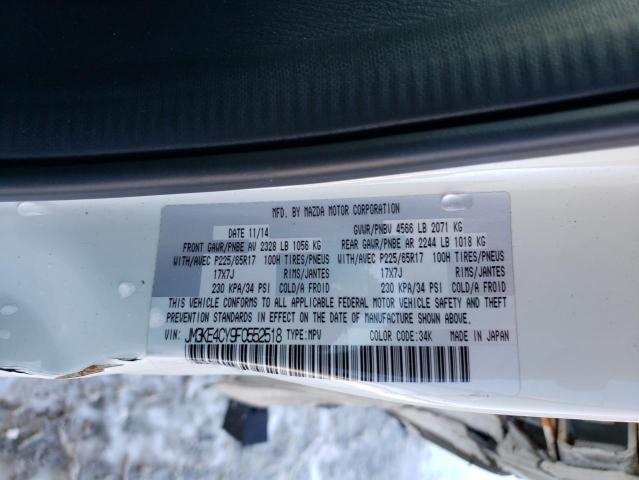 MFD. BY MAZDA MOTOR CORPORATION
DATE 11/14 GVWR/PNBV 4566 LB 2071 KG
FRONT GAWR/PNBE AV 2328 LB 1056 KG REAR GAWR/PNBE AR 2244 LB 1018 KG
WITH/AVEC P225/65R17 100H TIRES/PNEUS WITH/AVEC P225/65R17 100H TIRES/PNEUS
17X7J RIMS/JANTES 17X7J RIMS/JANTES
230 KPA/34 PSI COLD/A FROID 230 KPA/34 PSI COLD/A FROID
THIS VEHICLE CONFORMS TO ALL APPLICABLE FEDERAL MOTOR VEHICLE SAFETY AND THEFT
PREVENTION STANDARDS IN EFFECT ON THE DATE OF MANUFACTURE SHOWN ABOVE.
VIN: JM3KE4CY9F0552518 TYPE:MPV COLOR CODE:34K MADE IN JAPAN